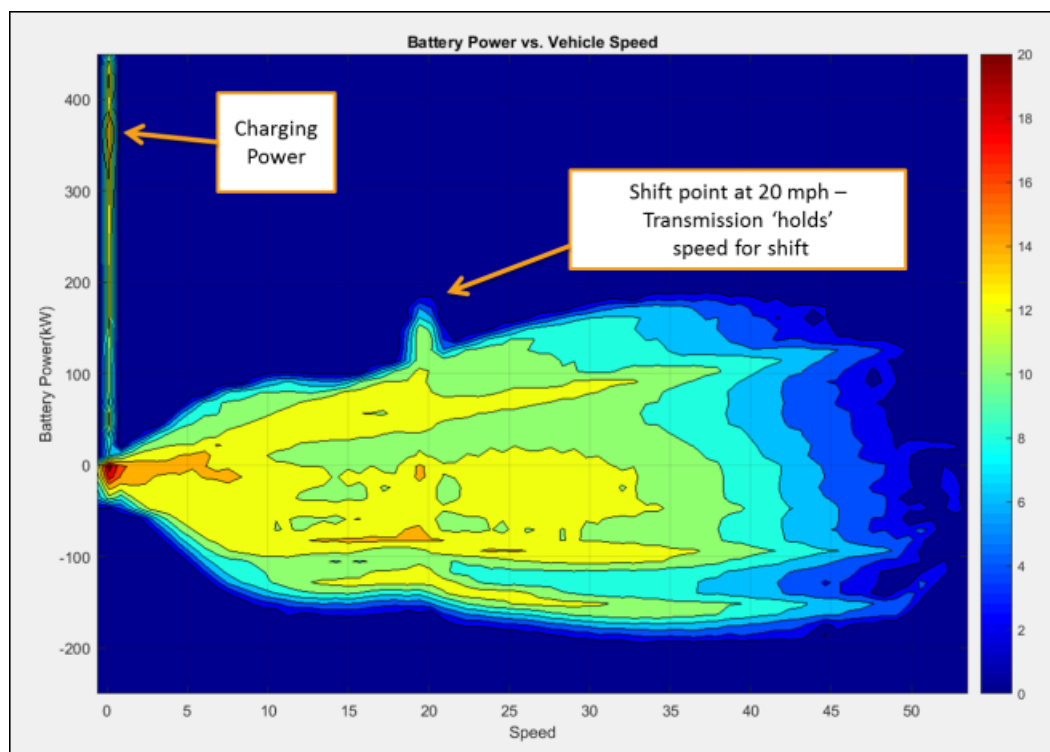 Battery Power vs. Vehicle Speed
Charging
Power
Shift point at 20 mph –
Transmission ‘holds’
speed for shift
Battery Power(kW)
400
300
200
100
0
-100
-200
0 5 10 15 20 25 30 35 40 45 50
Speed
20
18
16
14
12
10
8
6
4
2
0